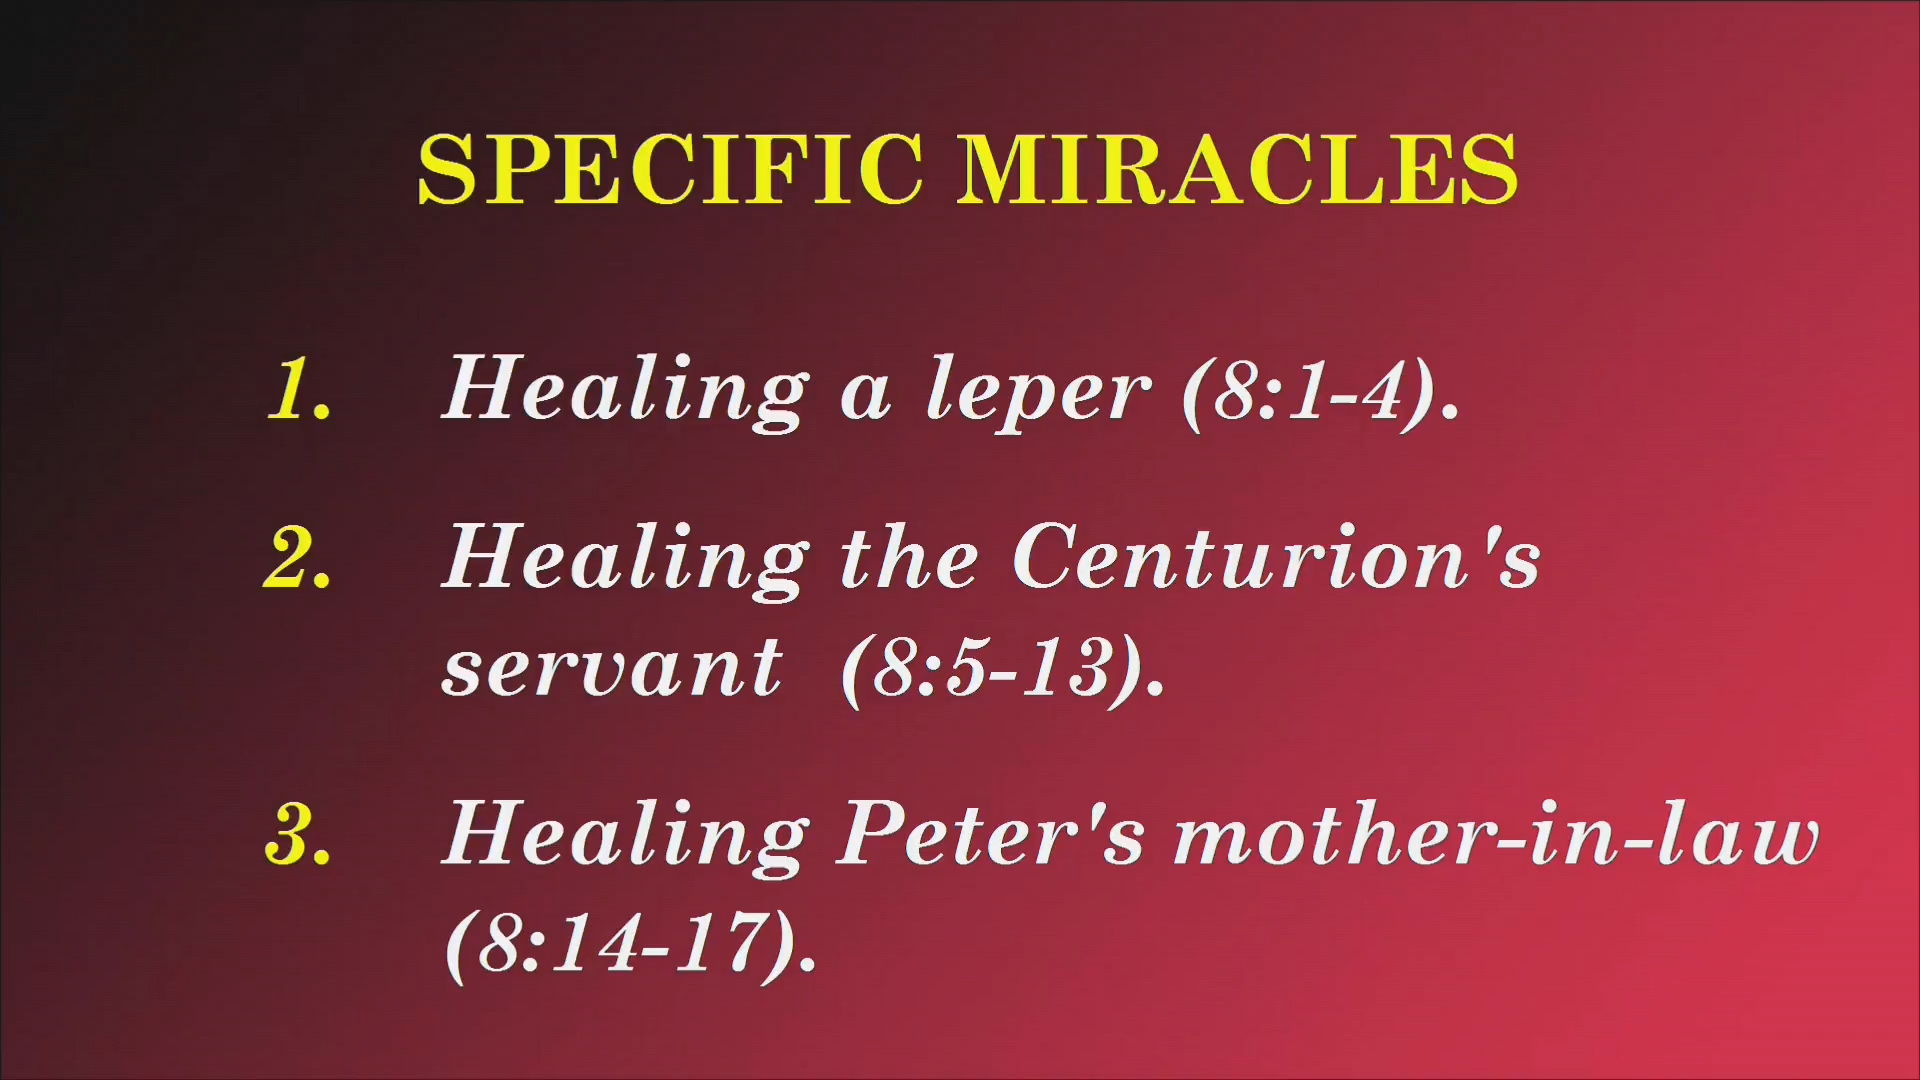 SPECIFIC MIRACLES
1. Healing a leper (8:1-4).
2. Healing the Centurion's
servant (8:5-13).
3. Healing Peter's mother-in-law
(8:14-17).